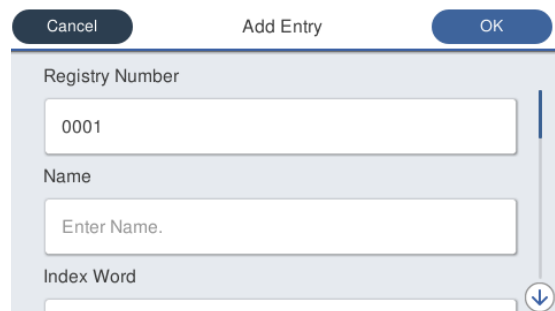 Cancel Add Entry OK
Registry Number
0001
Name
Enter Name.
Index Word